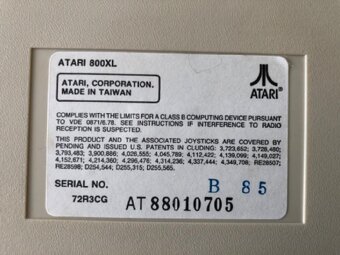 ATARI 800XL
ATARI, CORPORATION.
MADE IN TAIWAN
ATARI®
COMPLIES WITH THE LIMITS FOR A CLASS B COMPUTING DEVICE PURSUANT
TO VDE 0871/6.78. SEE INSTRUCTIONS IF INTERFERENCE TO RADIO
RECEPTION IS SUSPECTED.
THIS PRODUCT AND THE ASSOCIATED JOYSTICKS ARE COVERED BY
PENDING AND ISSUED U.S. PATENTS INCLUDING: 3,723,652, 3,728,480;
3,793,483; 3,900,886; 4,026,555; 4,045,789; 4,112,422; 4,139,099; 4,149,027;
4,152,671; 4,214,360; 4,296,476; 4,314,236; 4,337,444; 4,349,708; RE28507;
RE28598; D254,544; D255,315; D255,565.
SERIAL NO.
B 85
72R3CG
AT 88010705